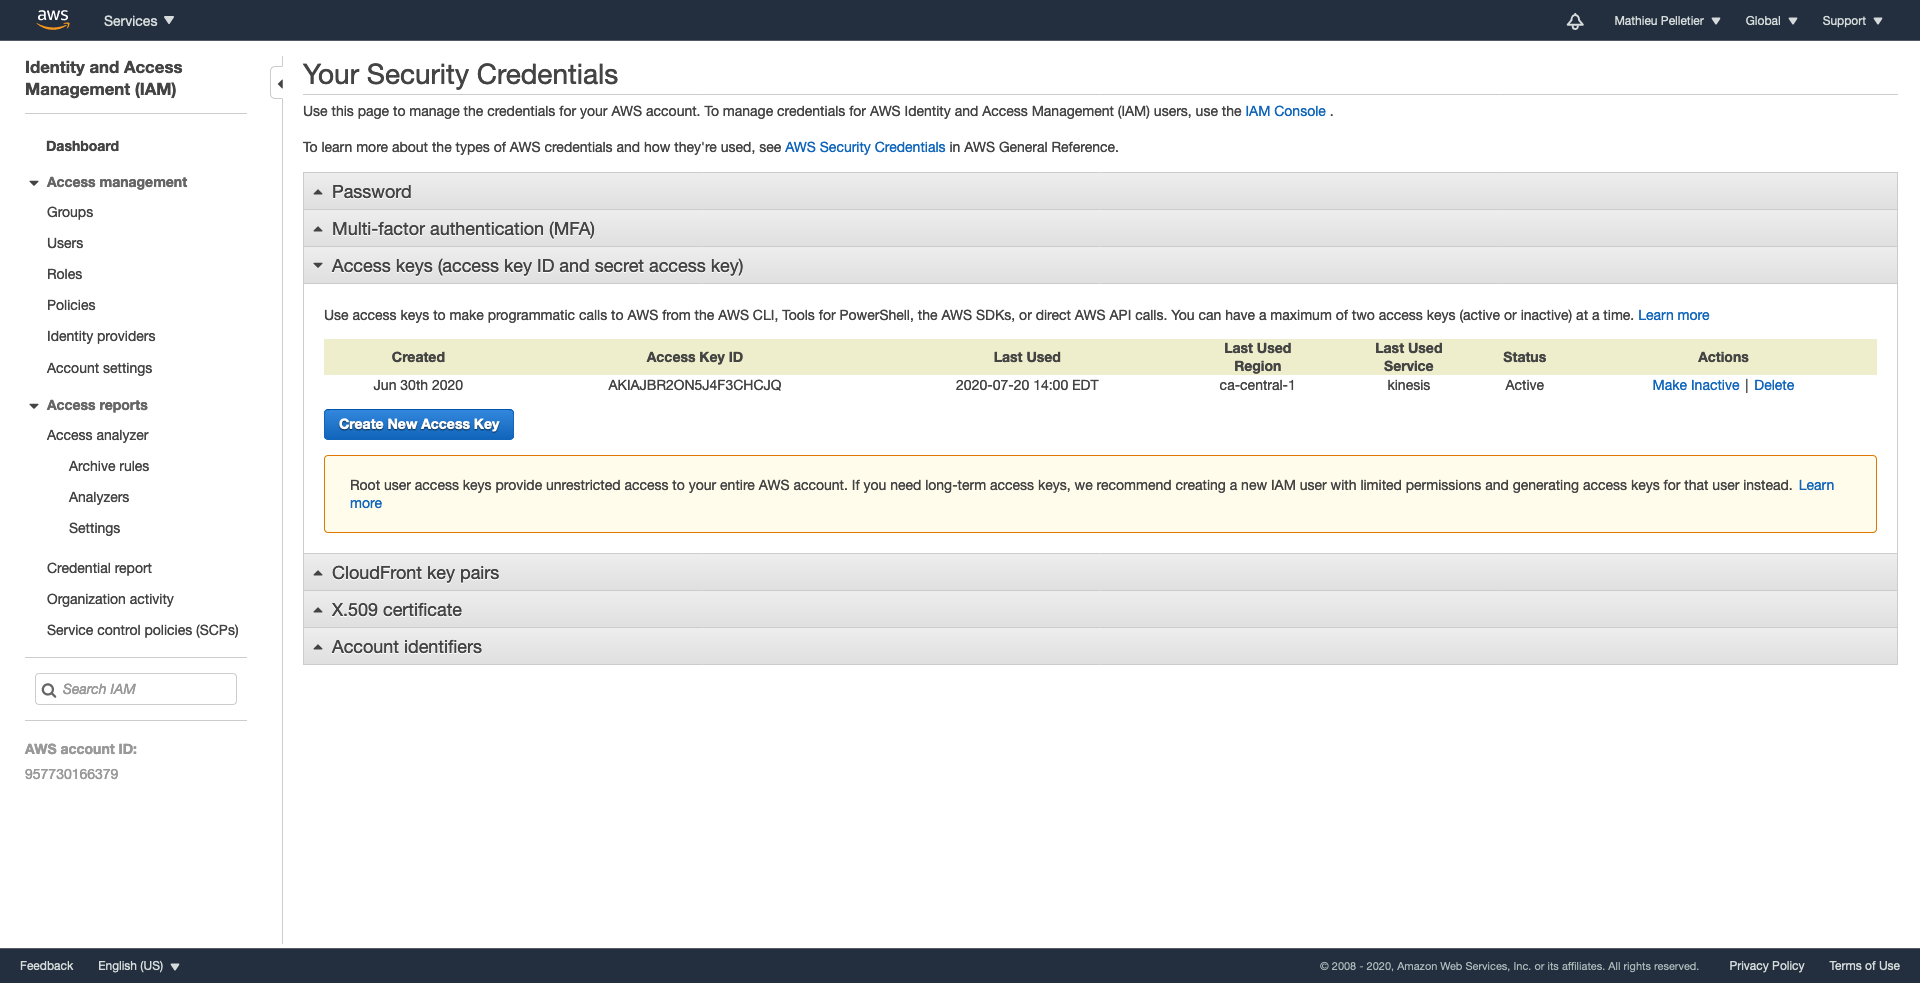 aws
Services
Mathieu Pelletier
Global
Support
Identity and Access
Management (IAM)
Dashboard
Access management
Groups
Users
Roles
Policies
Identity providers
Account settings
Access reports
Access analyzer
Archive rules
Analyzers
Settings
Credential report
Organization activity
Service control policies (SCPs)
Search IAM
AWS account ID:
957730166379
Your Security Credentials
Use this page to manage the credentials for your AWS account. To manage credentials for AWS Identity and Access Management (IAM) users, use the IAM Console .
To learn more about the types of AWS credentials and how they're used, see AWS Security Credentials in AWS General Reference.
Password
Multi-factor authentication (MFA)
Access keys (access key ID and secret access key)
Use access keys to make programmatic calls to AWS from the AWS CLI, Tools for PowerShell, the AWS SDKs, or direct AWS API calls. You can have a maximum of two access keys (active or inactive) at a time. Learn more
Created Access Key ID Last Used Last Used Region Last Used Service Status Actions
Jun 30th 2020 AKIAJBR2ON5J4F3CHCJQ 2020-07-20 14:00 EDT ca-central-1 kinesis Active Make Inactive | Delete
Create New Access Key
Root user access keys provide unrestricted access to your entire AWS account. If you need long-term access keys, we recommend creating a new IAM user with limited permissions and generating access keys for that user instead. Learn
more
CloudFront key pairs
X.509 certificate
Account identifiers
Feedback
English (US)
© 2008 - 2020, Amazon Web Services, Inc. or its affiliates. All rights reserved.
Privacy Policy
Terms of Use